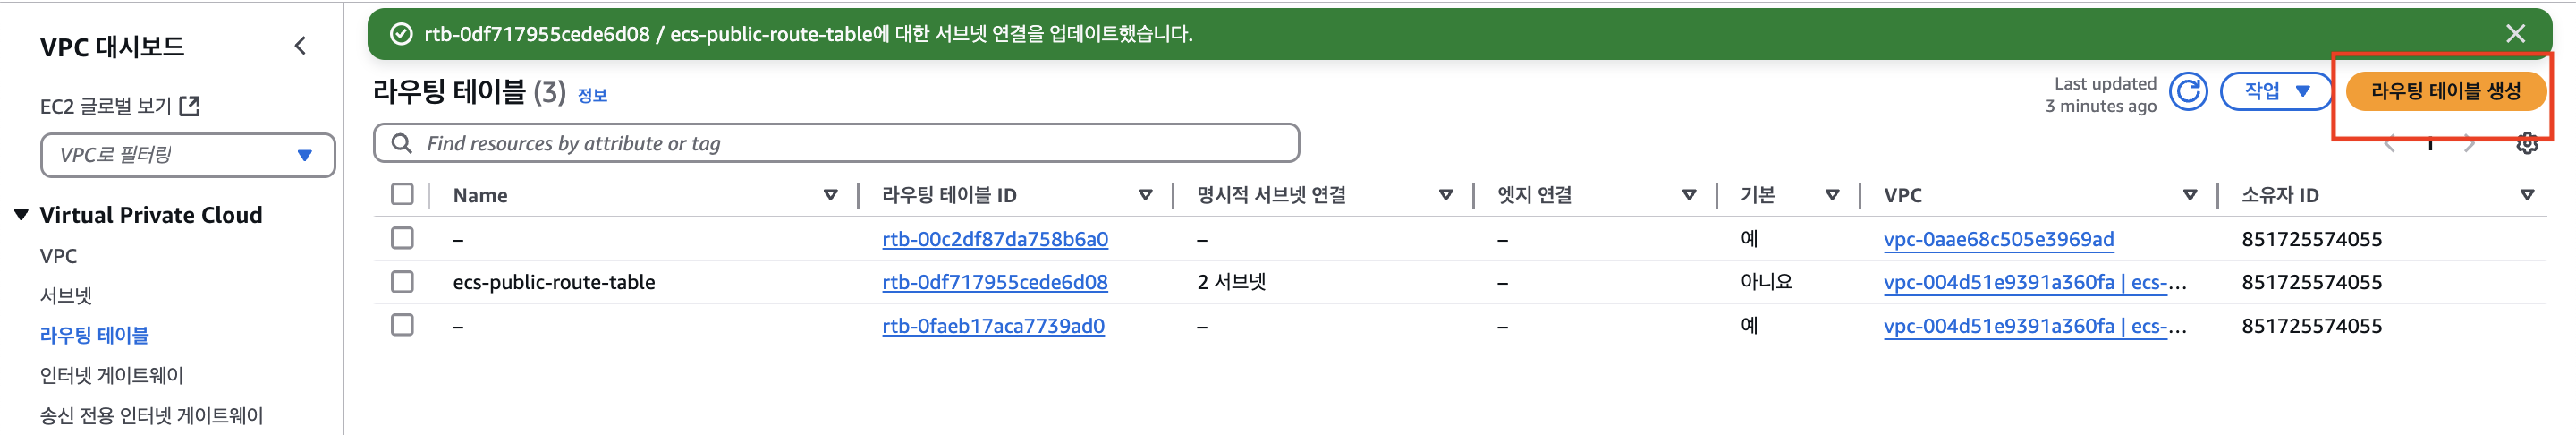 VPC 대시보드
EC2 글로벌 보기
VPC로 필터링
Virtual Private Cloud
VPC
서브넷
라우팅 테이블
인터넷 게이트웨이
송신 전용 인터넷 게이트웨이
rtb-0df717955cede6d08 / ecs-public-route-table에 대한 서브넷 연결을 업데이트했습니다.
라우팅 테이블 (3) 정보
Last updated
3 minutes ago
작업
라우팅 테이블 생성
Find resources by attribute or tag
1
Name 라우팅 테이블 ID 명시적 서브넷 연결 엣지 연결 기본 VPC 소유자 ID
– rtb-00c2df87da758b6a0 – – 예 vpc-0aae68c505e3969ad 851725574055
ecs-public-route-table rtb-0df717955cede6d08 2 서브넷 – 아니요 vpc-004d51e9391a360fa | ecs-... 851725574055
– rtb-0faeb17aca7739ad0 – – 예 vpc-004d51e9391a360fa | ecs-... 851725574055